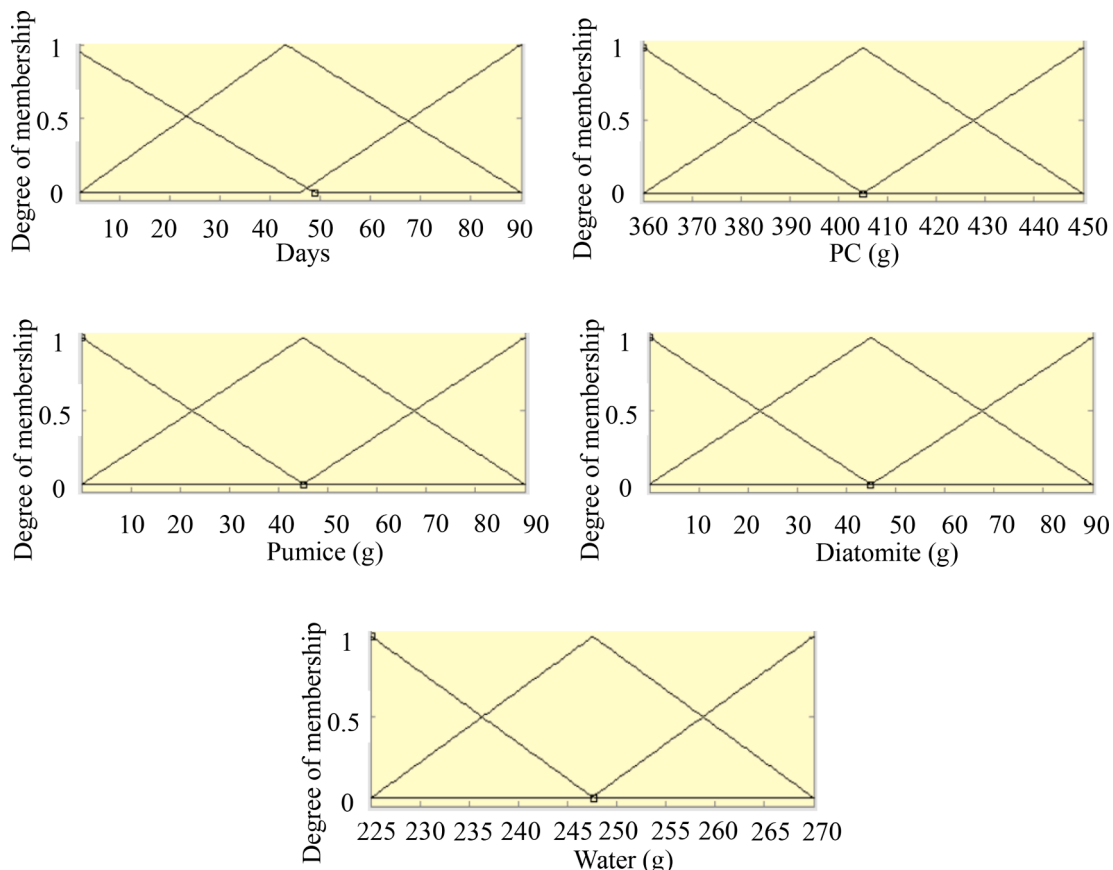 Degree of membership
1
0.5
0
10 20 30 40 50 60 70 80 90
Days
Degree of membership
1
0.5
0
360 370 380 390 400 410 420 430 440 450
PC (g)
Degree of membership
1
0.5
0
10 20 30 40 50 60 70 80 90
Pumice (g)
Degree of membership
1
0.5
0
10 20 30 40 50 60 70 80 90
Diatomite (g)
Degree of membership
1
0.5
0
225 230 235 240 245 250 255 260 265 270
Water (g)